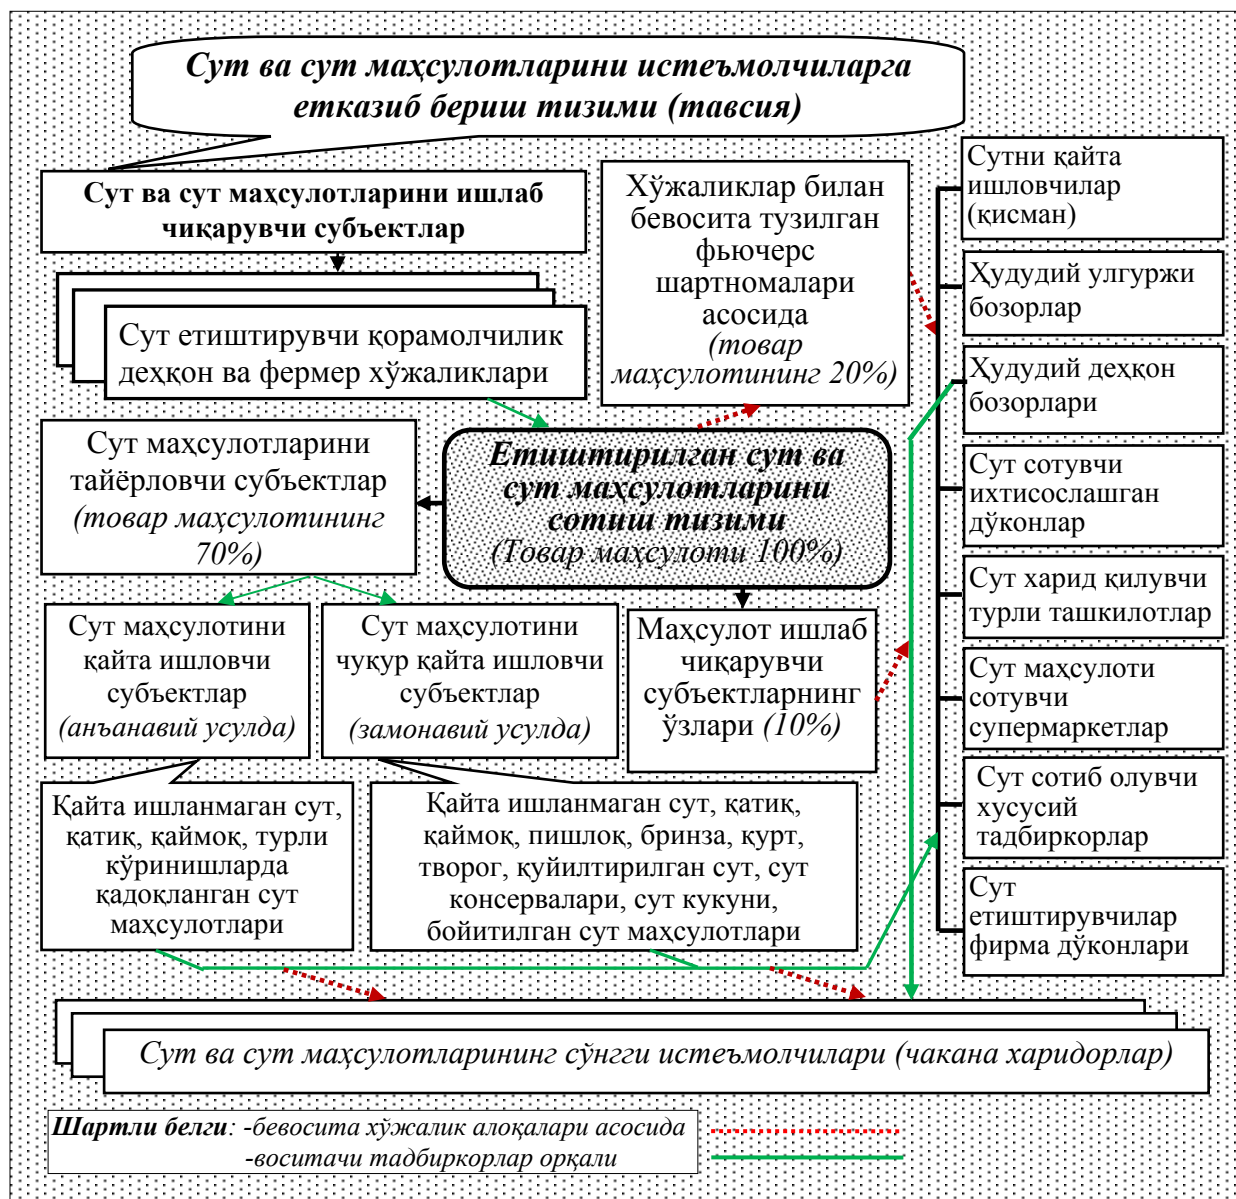 Сут ва сут маҳсулотларини истеъмолчиларга
етказиб бериш тизими (тавсия)
Сут ва сут маҳсулотларини ишлаб
чиқарувчи субъектлар
Сут етиштирувчи қорамолчилик
деҳқон ва фермер хўжаликлари
Хўжаликлар билан
бевосита тузилган
фьючерс
шартномалари
асосида
(товар
маҳсулотининг 20%)
Сут маҳсулотларини
тайёрловчи субъектлар
(товар маҳсулотининг
70%)
Етиштирилган сут ва
сут маҳсулотларини
сотиш тизими
(Товар маҳсулоти 100%)
Сут маҳсулотини
қайта ишловчи
субъектлар
(анъанавий усулда)
Сут маҳсулотини
чуқур қайта ишловчи
субъектлар
(замонавий усулда)
Маҳсулот ишлаб
чиқарувчи
субъектларнинг
ўзлари (10%)
Қайта ишланмаган сут,
қатиқ, қаймоқ, турли
кўринишларда
қадоқланган сут
маҳсулотлари
Қайта ишланмаган сут, қатиқ,
қаймоқ, пишлоқ, бринза, қурт,
творог, қуйилтирилган сут, сут
консервалари, сут кукуни,
бойитилган сут маҳсулотлари
Сутни қайта
ишловчилар
(қисман)
Ҳудудий улгуржи
бозорлар
Ҳудудий деҳқон
бозорлари
Сут сотувчи
ихтисослашган
дўконлар
Сут харид қилувчи
турли ташкилотлар
Сут маҳсулоти
сотувчи
супермаркетлар
Сут сотиб олувчи
хусусий
тадбиркорлар
Сут
етиштирувчилар
фирма дўконлари
Сут ва сут маҳсулотларининг сўнгги истеъмолчилари (чакана харидорлар)
Шартли белги: -бевосита хўжалик алоқалари асосида
-воситачи тадбиркорлар орқали